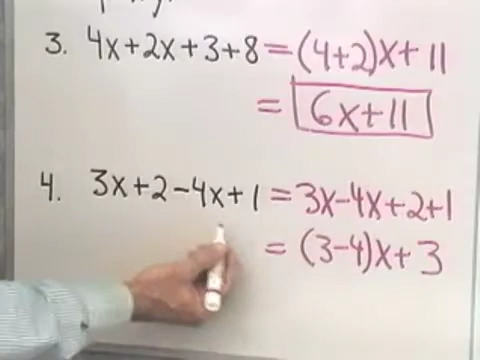 3. 4x+2x+3+8 = (4+2)x+11
= 6x+11
4. 3x+2-4x+1 = 3x-4x+2+1
= (3-4)x+3